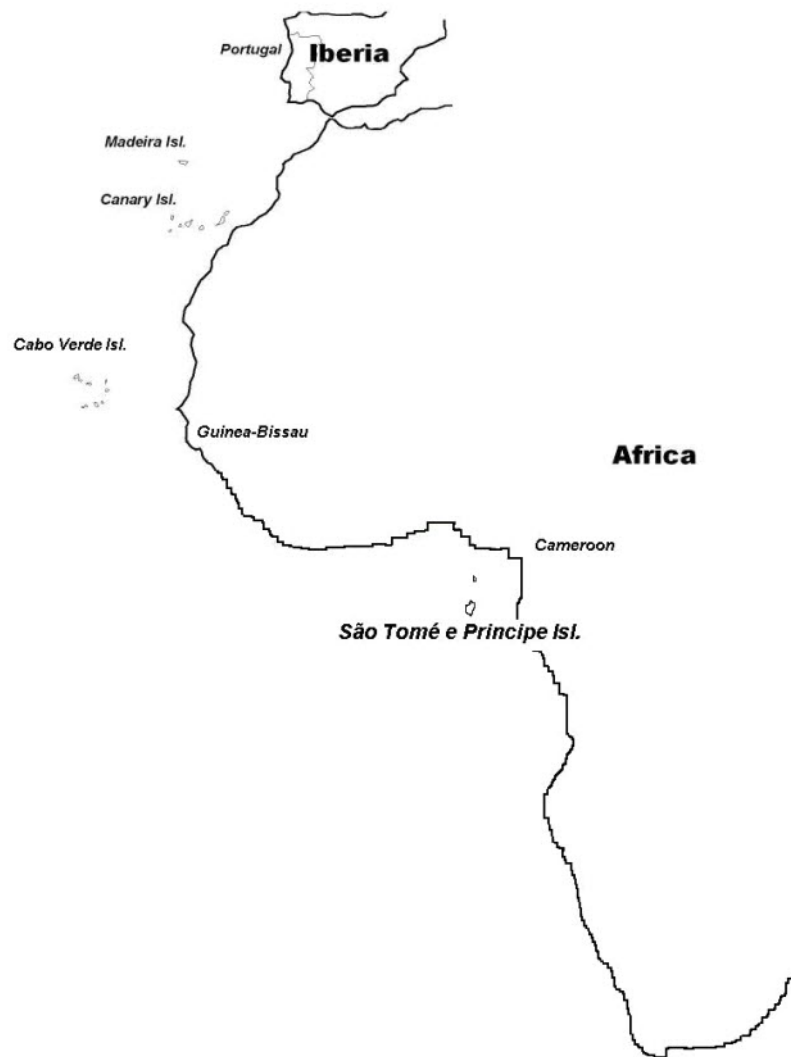 Portugal
Iberia
Madeira Isl.
Canary Isl.
Cabo Verde Isl.
Guinea-Bissau
Africa
Cameroon
São Tomé e Principe Isl.